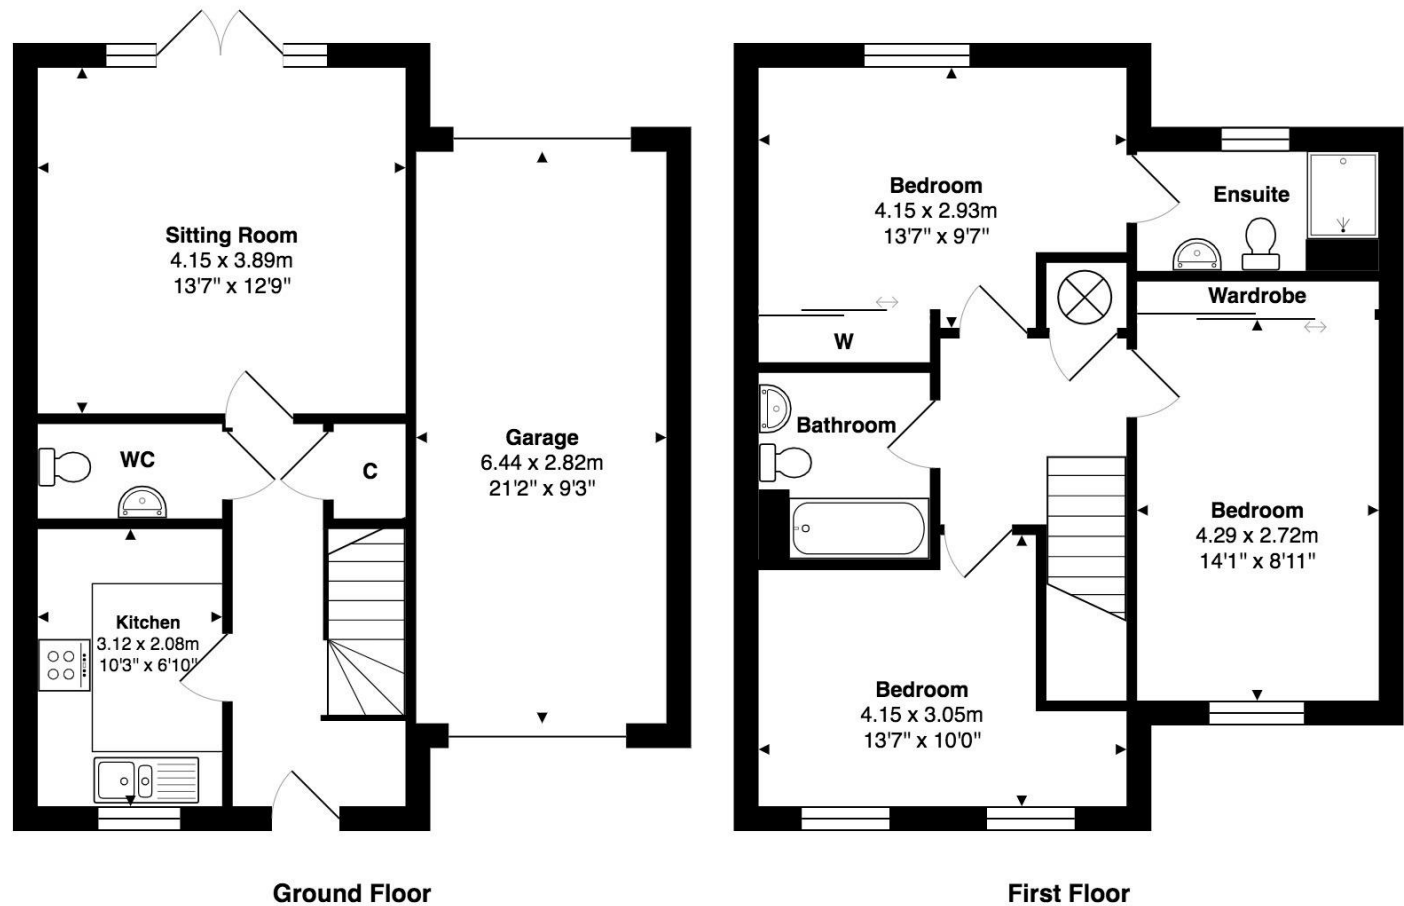 Sitting Room
4.15 x 3.89m
13'7" x 12'9"
WC
C
Garage
6.44 x 2.82m
21'2" x 9'3"
Kitchen
3.12 x 2.08m
10'3" x 6'10"
Ground Floor
Bedroom
4.15 x 2.93m
13'7" x 9'7"
Ensuite
Wardrobe
W
Bathroom
Bedroom
4.29 x 2.72m
14'1" x 8'11"
Bedroom
4.15 x 3.05m
13'7" x 10'0"
First Floor